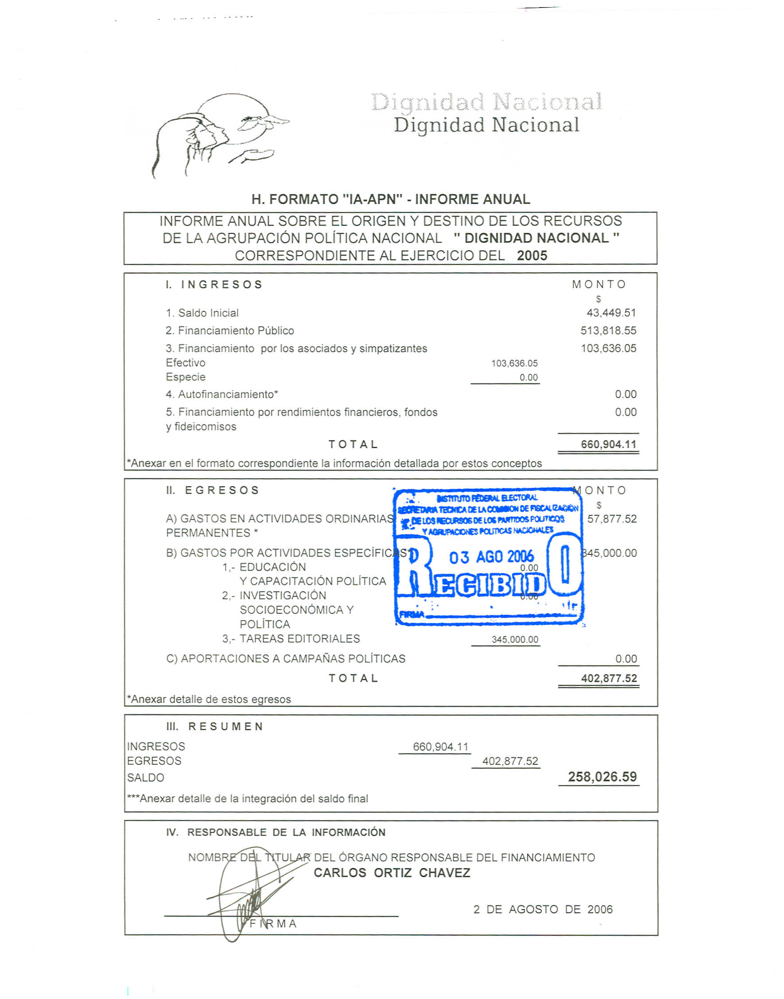 Dignidad Nacional
Dignidad Nacional
H. FORMATO "IA-APN" - INFORME ANUAL
INFORME ANUAL SOBRE EL ORIGEN Y DESTINO DE LOS RECURSOS
DE LA AGRUPACIÓN POLÍTICA NACIONAL " DIGNIDAD NACIONAL "
CORRESPONDIENTE AL EJERCICIO DEL 2005
I. INGRESOS MONTO
$
1. Saldo Inicial 43,449.51
2. Financiamiento Público 513,818.55
3. Financiamiento por los asociados y simpatizantes 103,636.05
Efectivo 103,636.05
Especie 0.00
4. Autofinanciamiento* 0.00
5. Financiamiento por rendimientos financieros, fondos 0.00
y fideicomisos
TOTAL 660,904.11
*Anexar en el formato correspondiente la información detallada por estos conceptos
II. EGRESOS MONTO
$
A) GASTOS EN ACTIVIDADES ORDINARIAS 57,877.52
PERMANENTES *
B) GASTOS POR ACTIVIDADES ESPECÍFICAS* 345,000.00
1,- EDUCACIÓN 0.00
Y CAPACITACIÓN POLÍTICA
2,- INVESTIGACIÓN 0.00
SOCIOECONÓMICA Y
POLÍTICA
3,- TAREAS EDITORIALES 345,000.00
C) APORTACIONES A CAMPAÑAS POLÍTICAS 0.00
TOTAL 402,877.52
*Anexar detalle de estos egresos
INSTITUTO FEDERAL ELECTORAL
SECRETARIA TECNICA DE LA COMISION DE FISCALIZACION
DE LOS RECURSOS DE LOS PARTIDOS POLITICOS
Y AGRUPACIONES POLITICAS NACIONALES
03 AGO 2006
RECIBIDO
FIRMA
III. RESUMEN
INGRESOS 660,904.11
EGRESOS 402,877.52
SALDO 258,026.59
***Anexar detalle de la integración del saldo final
IV. RESPONSABLE DE LA INFORMACIÓN
NOMBRE DEL TITULAR DEL ÓRGANO RESPONSABLE DEL FINANCIAMIENTO
CARLOS ORTIZ CHAVEZ
2 DE AGOSTO DE 2006
FIRMA